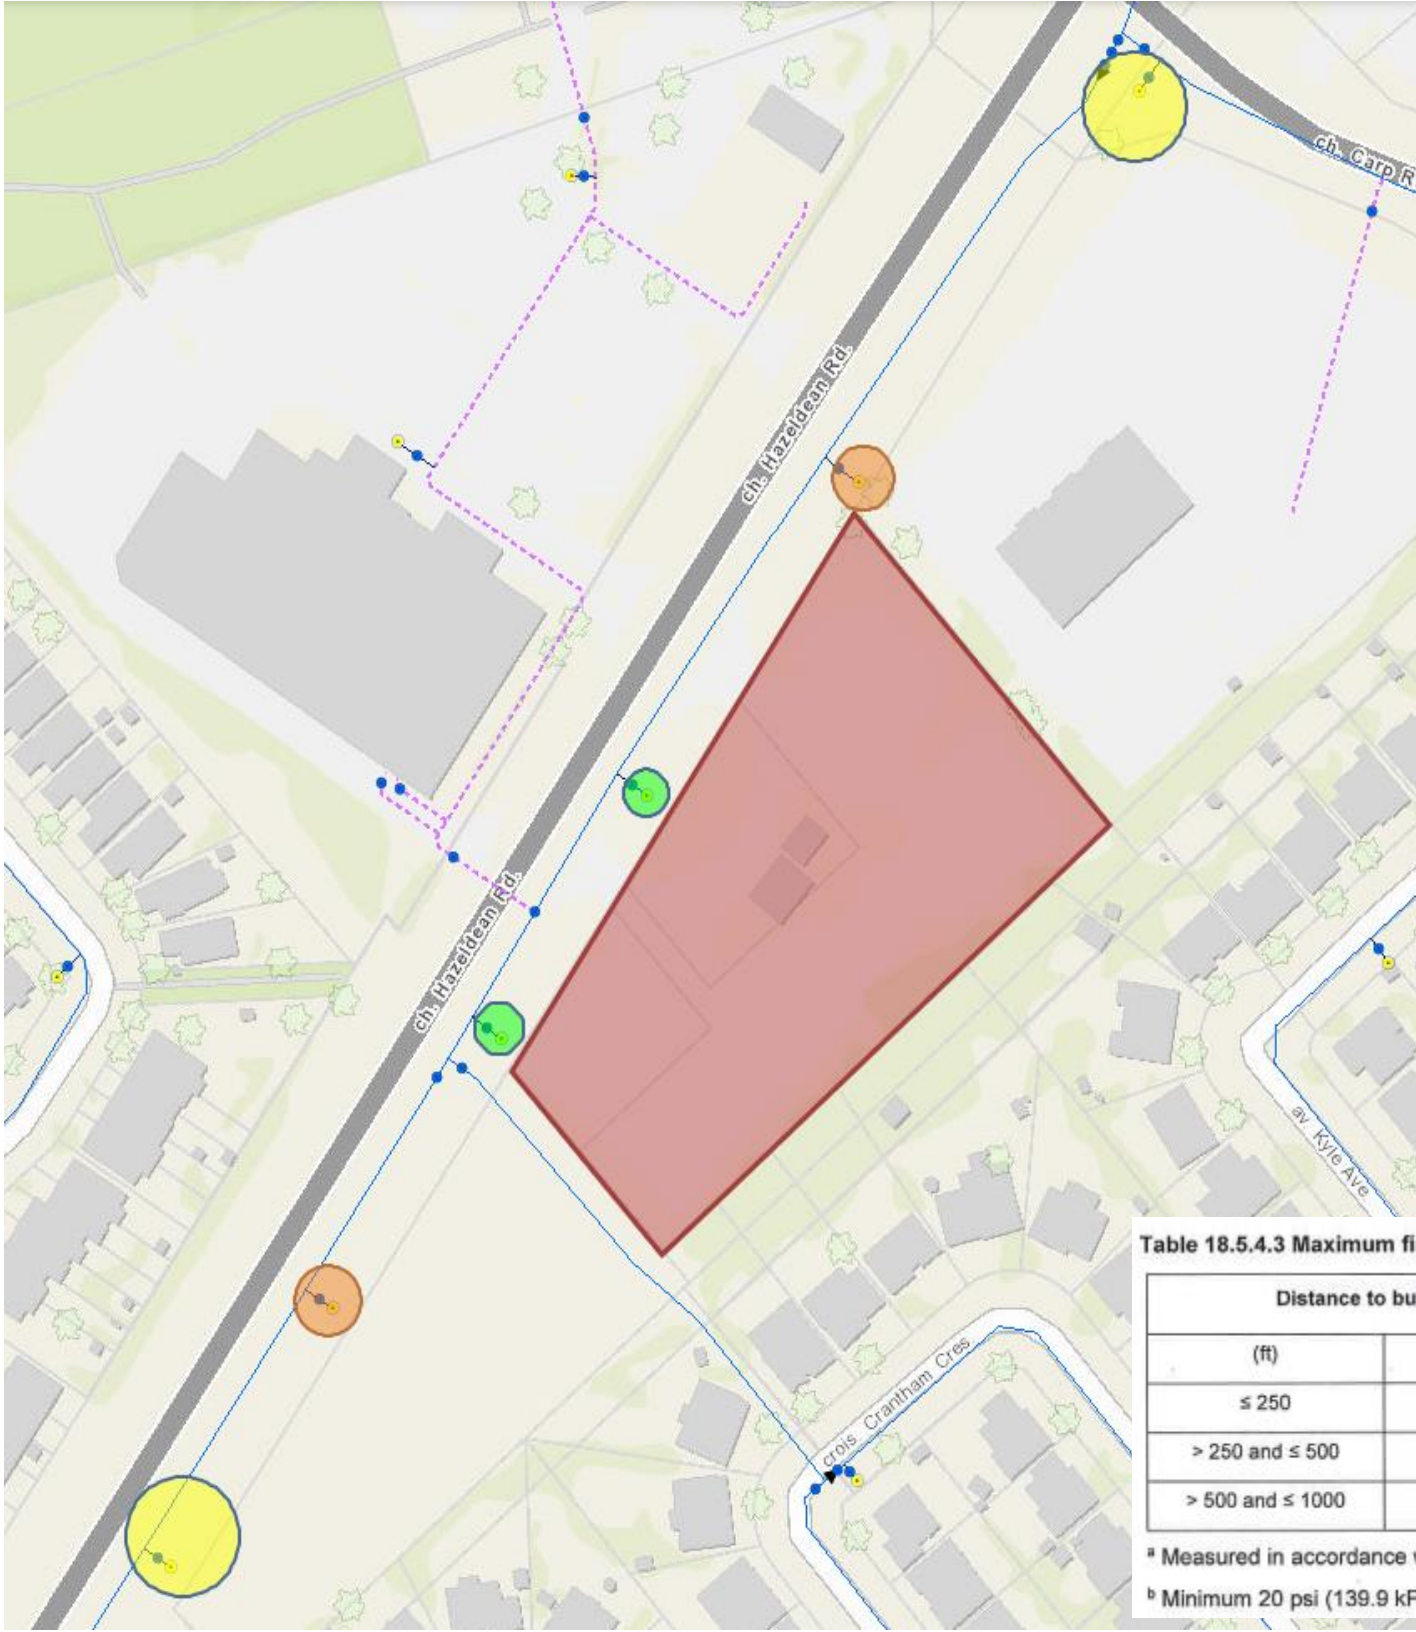 ch. Carp R
ch. Hazeldean Rd.
ch. Hazeldean Rd.
av. Kyle Ave
crois. Crantham Cres
Table 18.5.4.3 Maximum fi
Distance to bu
(ft)
≤ 250
> 250 and ≤ 500
> 500 and ≤ 1000
ᵃ Measured in accordance
ᵇ Minimum 20 psi (139.9 kP